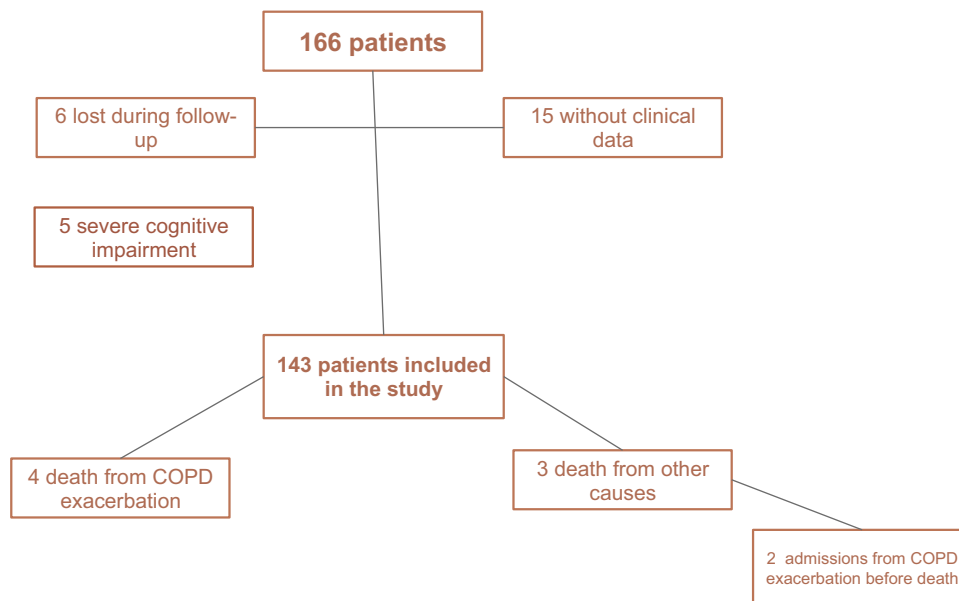 166 patients
6 lost during follow-
up
15 without clinical
data
5 severe cognitive
impairment
143 patients included
in the study
4 death from COPD
exacerbation
3 death from other
causes
2 admissions from COPD
exacerbation before death